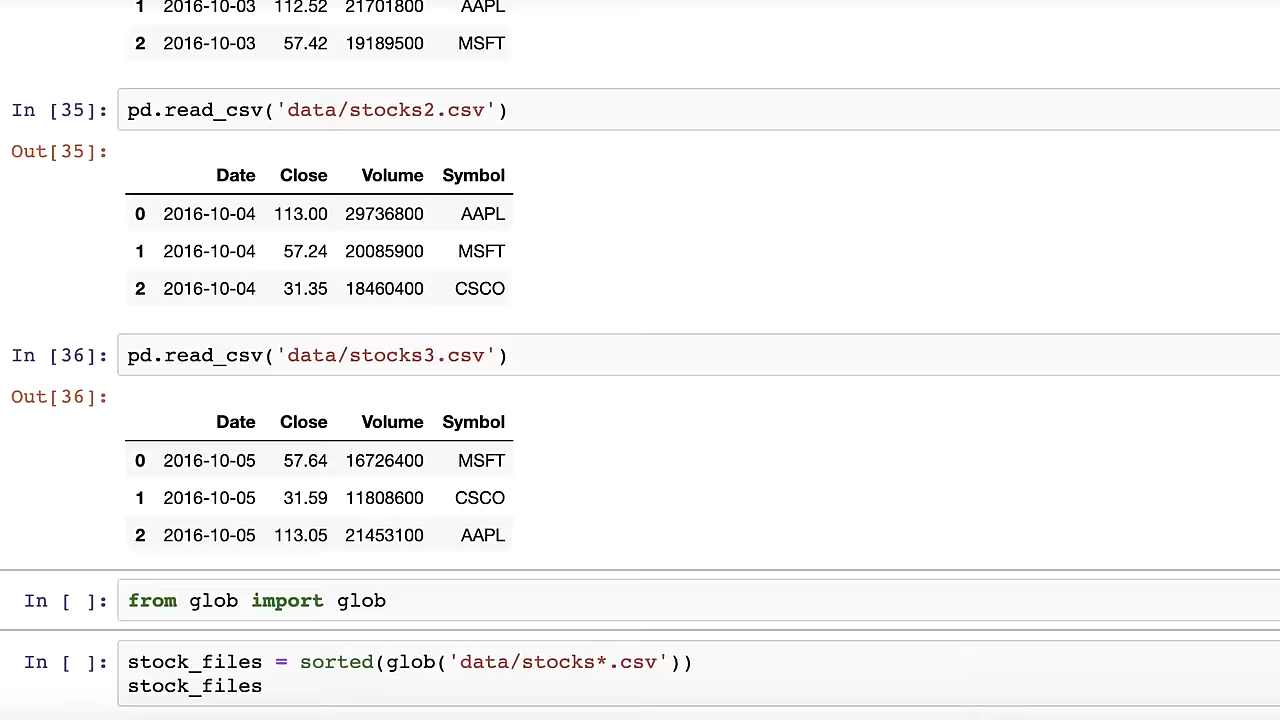 1 2016-10-03 112.52 21701800 AAPL
2 2016-10-03 57.42 19189500 MSFT
In [35]: pd.read_csv('data/stocks2.csv')
Out[35]:
Date Close Volume Symbol
0 2016-10-04 113.00 29736800 AAPL
1 2016-10-04 57.24 20085900 MSFT
2 2016-10-04 31.35 18460400 CSCO
In [36]: pd.read_csv('data/stocks3.csv')
Out[36]:
Date Close Volume Symbol
0 2016-10-05 57.64 16726400 MSFT
1 2016-10-05 31.59 11808600 CSCO
2 2016-10-05 113.05 21453100 AAPL
In [ ]: from glob import glob
In [ ]: stock_files = sorted(glob('data/stocks*.csv'))
stock_files